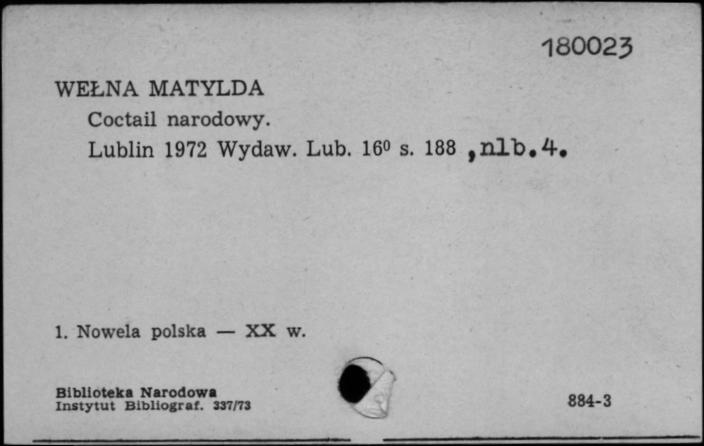 180023
WEŁNA MATYLDA
Coctail narodowy.
Lublin 1972 Wydaw. Lub. 16⁰ s. 188 ,nlb.4.
1. Nowela polska — XX w.
Biblioteka Narodowa
Instytut Bibliograf. 337/73
884-3